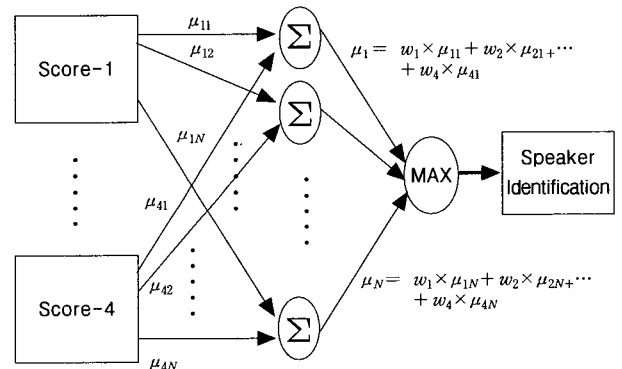 μ₁₁
μ₁₂
Score-1
Σ
μ₁ = w₁ × μ₁₁ + w₂ × μ₂₁₊ ⋯
+ w₄ × μ₄₁
Σ
μ₁N
MAX
Speaker
Identification
μ₄₁
Score-4
μ₄₂
μN = w₁ × μ₁N + w₂ × μ₂N₊ ⋯
+ w₄ × μ₄N
Σ
μ₄N